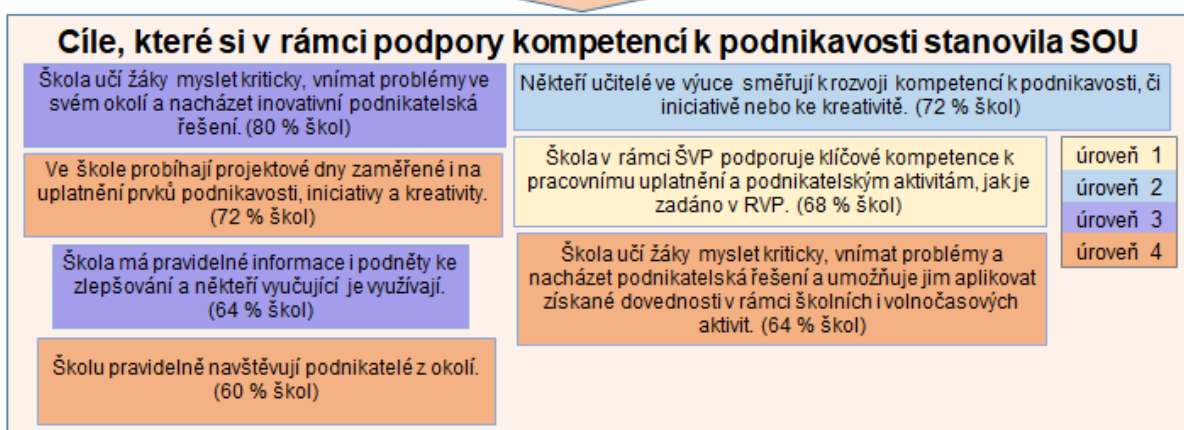 Cíle, které si v rámci podpory kompetencí k podnikavosti stanovila SOU
Škola učí žáky myslet kriticky, vnímat problémy ve
svém okolí a nacházet inovativní podnikatelská
řešení. (80 % škol)
Ve škole probíhají projektové dny zaměřené i na
uplatnění prvků podnikavosti, iniciativy a kreativity.
(72 % škol)
Škola má pravidelné informace i podněty ke
zlepšování a někteří vyučující je využívají.
(64 % škol)
Školu pravidelně navštěvují podnikatelé z okolí.
(60 % škol)
Někteří učitelé ve výuce směřují k rozvoji kompetencí k podnikavosti, či
iniciativě nebo ke kreativitě. (72 % škol)
Škola v rámci ŠVP podporuje klíčové kompetence k
pracovnímu uplatnění a podnikatelským aktivitám, jak je
zadáno v RVP. (68 % škol)
Škola učí žáky myslet kriticky, vnímat problémy a
nacházet podnikatelská řešení a umožňuje jim aplikovat
získané dovednosti v rámci školních i volnočasových
aktivit. (64 % škol)
úroveň 1
úroveň 2
úroveň 3
úroveň 4